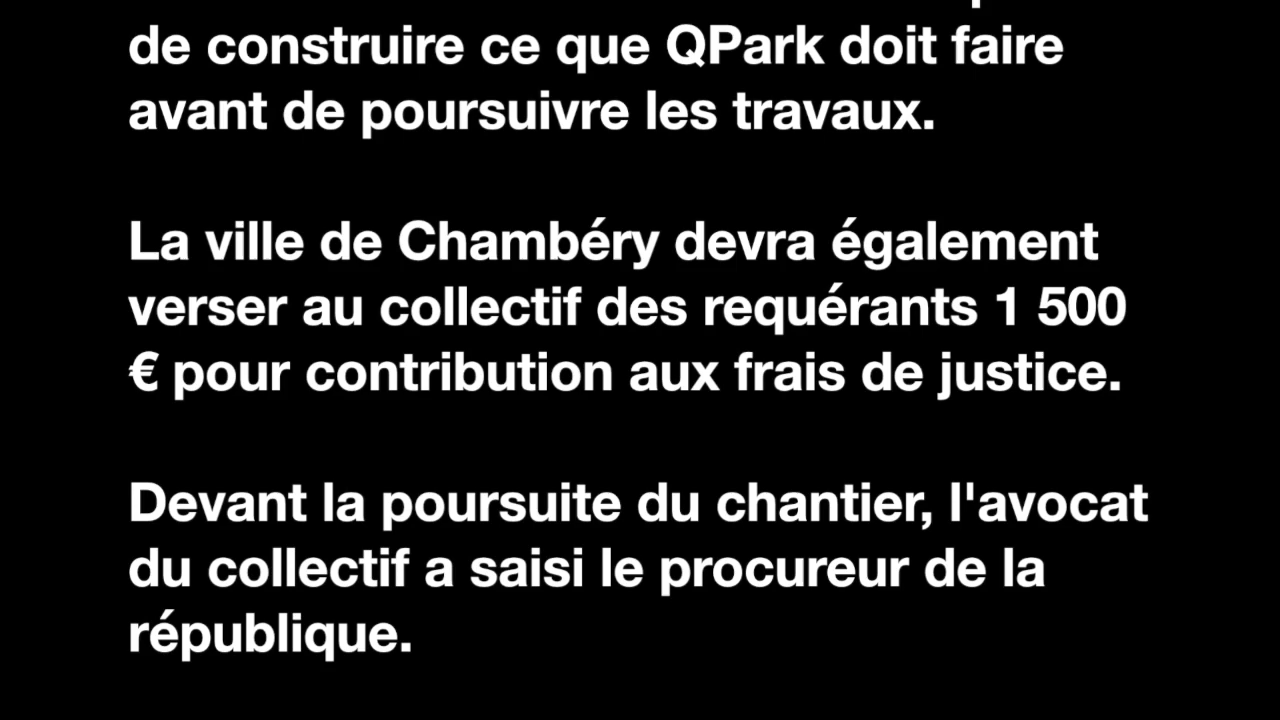 de construire ce que QPark doit faire
avant de poursuivre les travaux.
La ville de Chambéry devra également
verser au collectif des requérants 1 500
€ pour contribution aux frais de justice.
Devant la poursuite du chantier, l'avocat
du collectif a saisi le procureur de la
république.